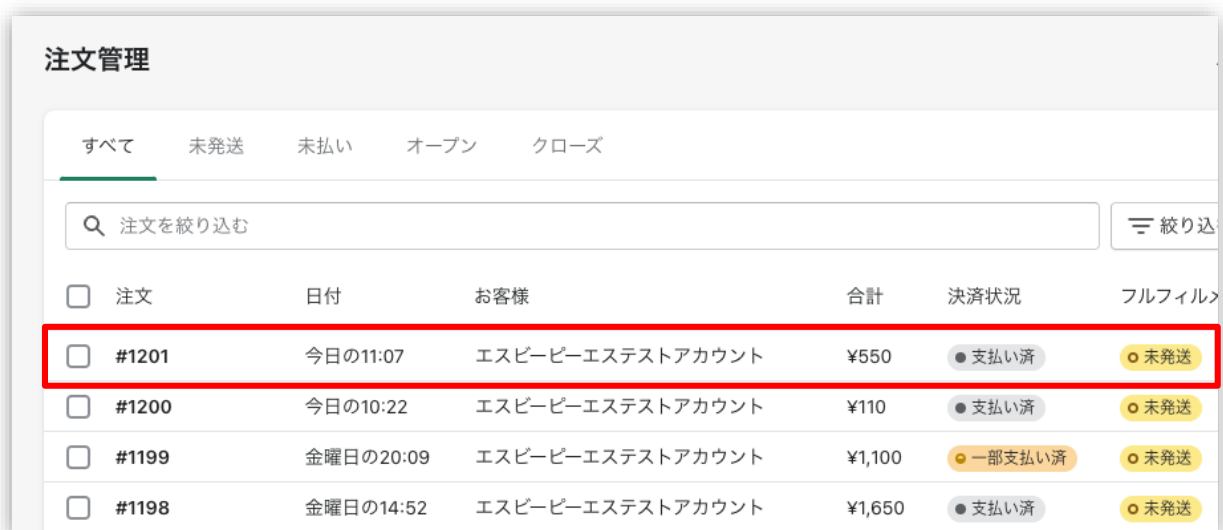 注文管理
すべて 未発送 未払い オープン クローズ
注文を絞り込む 絞り込
注文 日付 お客様 合計 決済状況 フルフィルメ
#1201 今日の11:07 エスビーピーエステストアカウント ¥550 支払い済 未発送
#1200 今日の10:22 エスビーピーエステストアカウント ¥110 支払い済 未発送
#1199 金曜日の20:09 エスビーピーエステストアカウント ¥1,100 一部支払い済 未発送
#1198 金曜日の14:52 エスビーピーエステストアカウント ¥1,650 支払い済 未発送